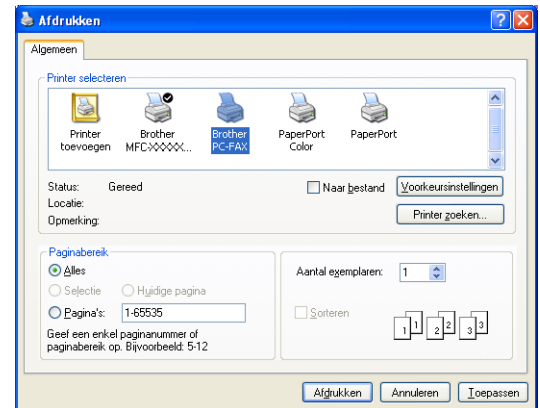 Afdrukken
Algemeen
Printer selecteren
Printer toevoegen
Brother MFC-XXXXX...
Brother PC-FAX
PaperPort Color
PaperPort
Status: Gereed
Locatie:
Opmerking:
Naar bestand
Voorkeursinstellingen
Printer zoeken...
Paginabereik
Alles
Selectie
Huidige pagina
Pagina's: 1-65535
Geef een enkel paginanummer of
paginabereik op. Bijvoorbeeld: 5-12
Aantal exemplaren: 1
Sorteren
1 1 2 2 3 3
Afdrukken
Annuleren
Toepassen